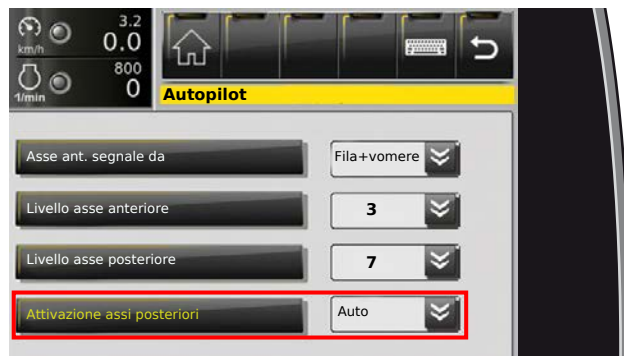 3.2
km/h 0.0
800
1/min 0
Autopilot
Asse ant. segnale da Fila+vomere
Livello asse anteriore 3
Livello asse posteriore 7
Attivazione assi posteriori Auto